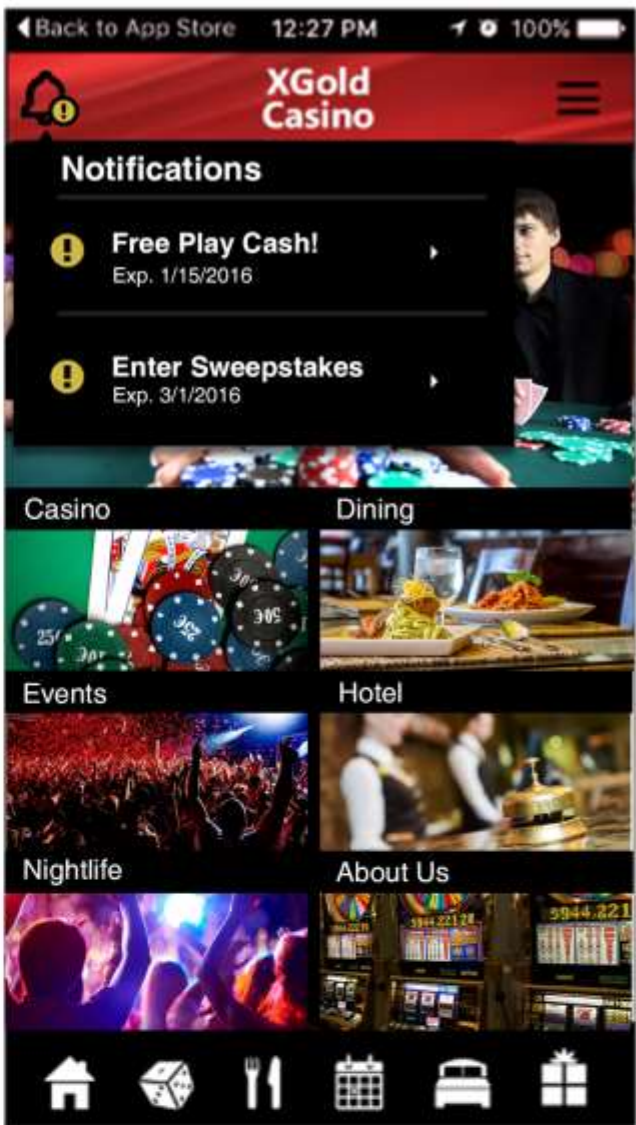 Back to App Store 12:27 PM 100%
XGold
Casino
Notifications
Free Play Cash!
Exp. 1/15/2016
Enter Sweepstakes
Exp. 3/1/2016
Casino
Dining
Events
Hotel
Nightlife
About Us